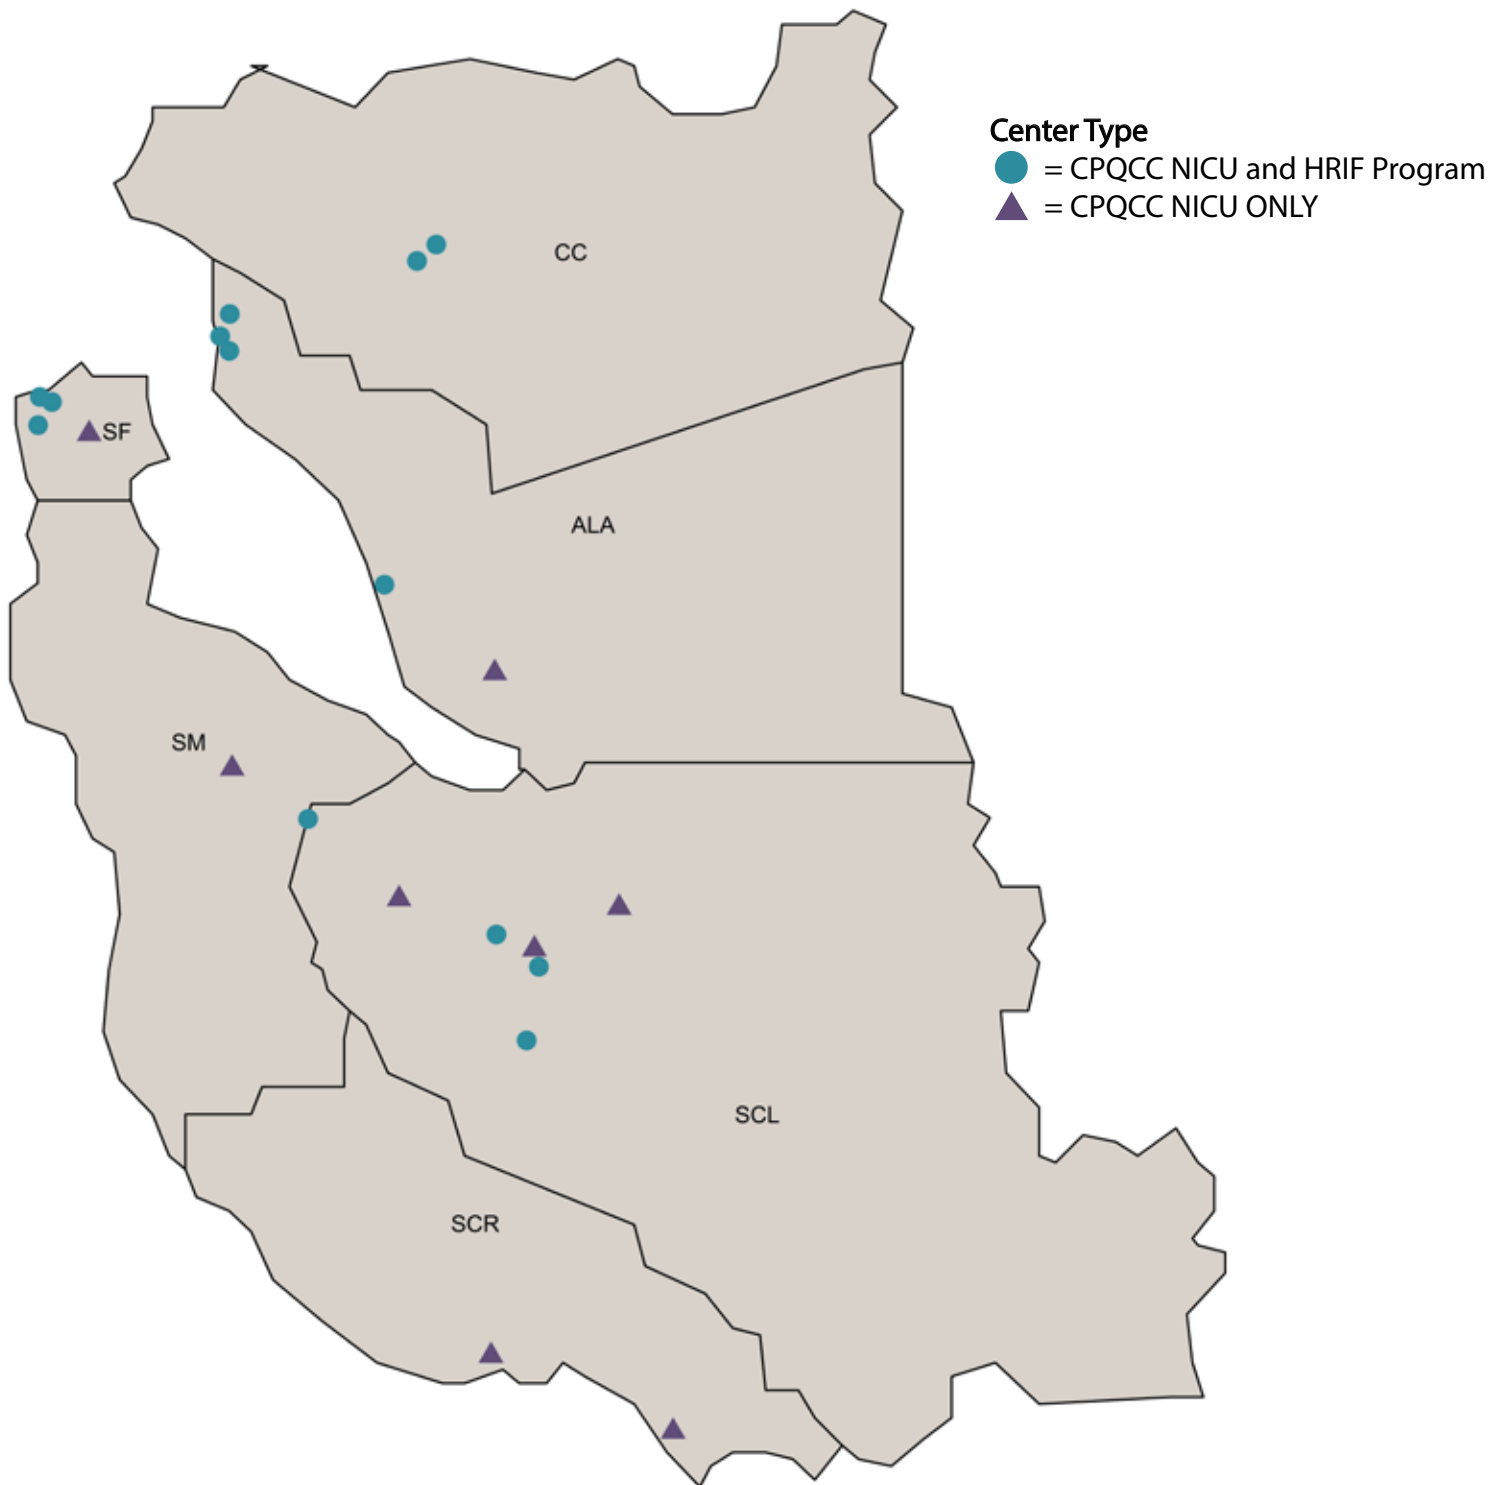 Center Type
= CPQCC NICU and HRIF Program
= CPQCC NICU ONLY
CC
SF
ALA
SM
SCL
SCR